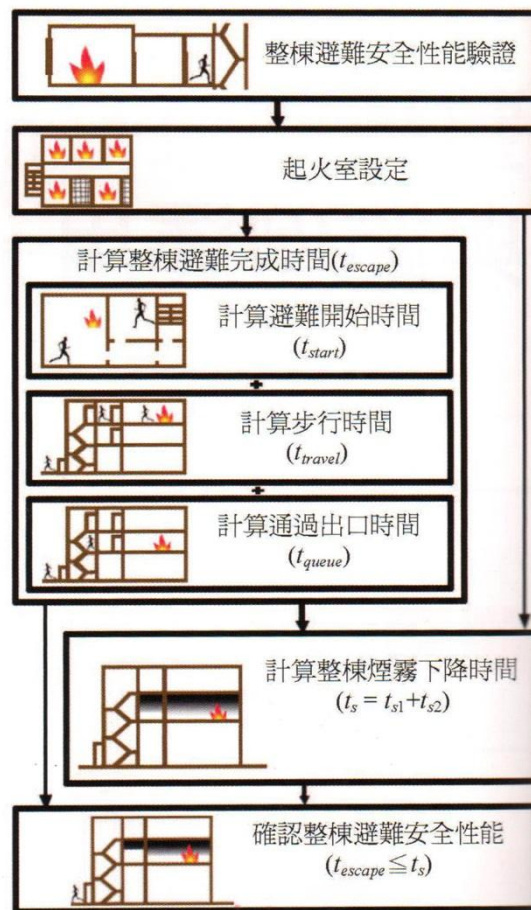 整棟避難安全性能驗證
起火室設定
計算整棟避難完成時間(t_escape)
計算避難開始時間
(t_start)
+
計算步行時間
(t_travel)
+
計算通過出口時間
(t_queue)
計算整棟煙霧下降時間
(t_s = t_s1+t_s2)
確認整棟避難安全性能
(t_escape ≦ t_s)